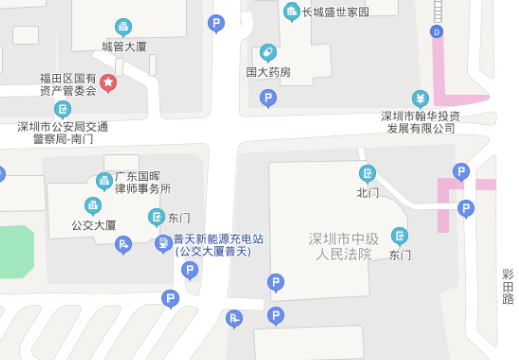 长城盛世家园
D
城管大厦
国大药房
福田区国有
资产管委会
深圳市公安局交通
警察局-南门
深圳市翰华投资
发展有限公司
广东国晖
律师事务所
北门
公交大厦
东门
普天新能源充电站
(公交大厦普天)
深圳市中级
人民法院
东门
彩田路
P
P
P
P
P
P
P
P
P
P